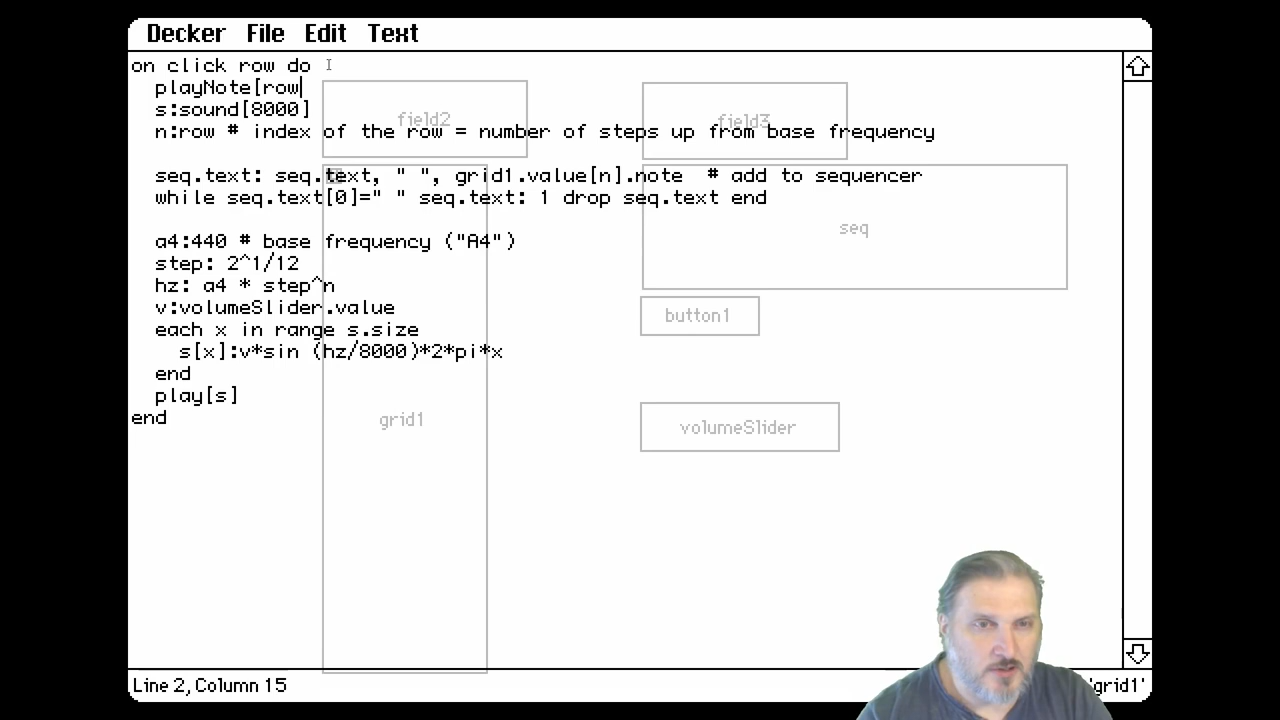 Decker File Edit Text
on click row do
playNote[row
s:sound[8000]
n:row # index of the row = number of steps up from base frequency
seq.text: seq.text, " ", grid1.value[n].note # add to sequencer
while seq.text[0]=" " seq.text: 1 drop seq.text end
a4:440 # base frequency ("A4")
step: 2^1/12
hz: a4 * step^n
v:volumeSlider.value
each x in range s.size
s[x]:v*sin (hz/8000)*2*pi*x
end
play[s]
end
field2
field3
seq
button1
grid1
volumeSlider
Line 2, Column 15
'grid1'